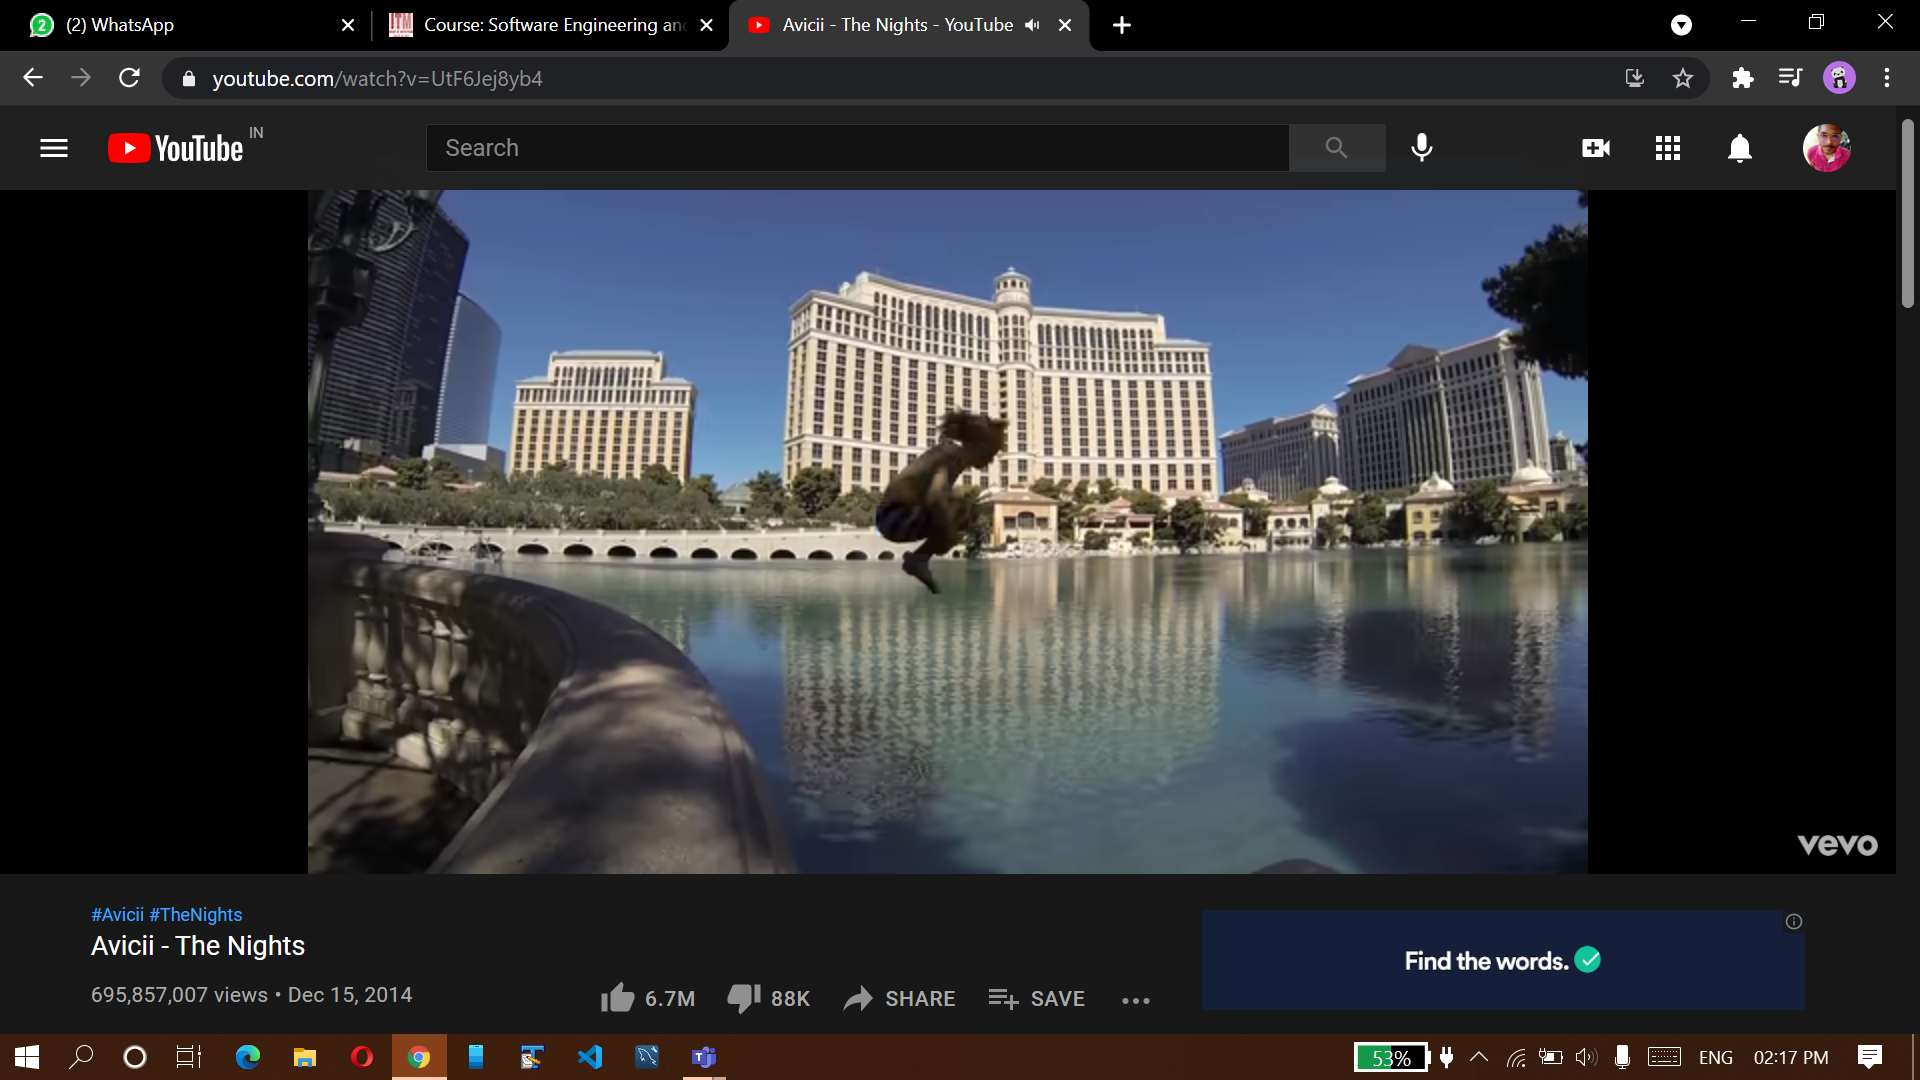 2 (2) WhatsApp
ITM Course: Software Engineering an
Avicii - The Nights - YouTube
youtube.com/watch?v=UtF6Jej8yb4
YouTube IN
Search
vevo
#Avicii #TheNights
Avicii - The Nights
695,857,007 views • Dec 15, 2014
6.7M
88K
SHARE
SAVE
Find the words.
53%
ENG
02:17 PM